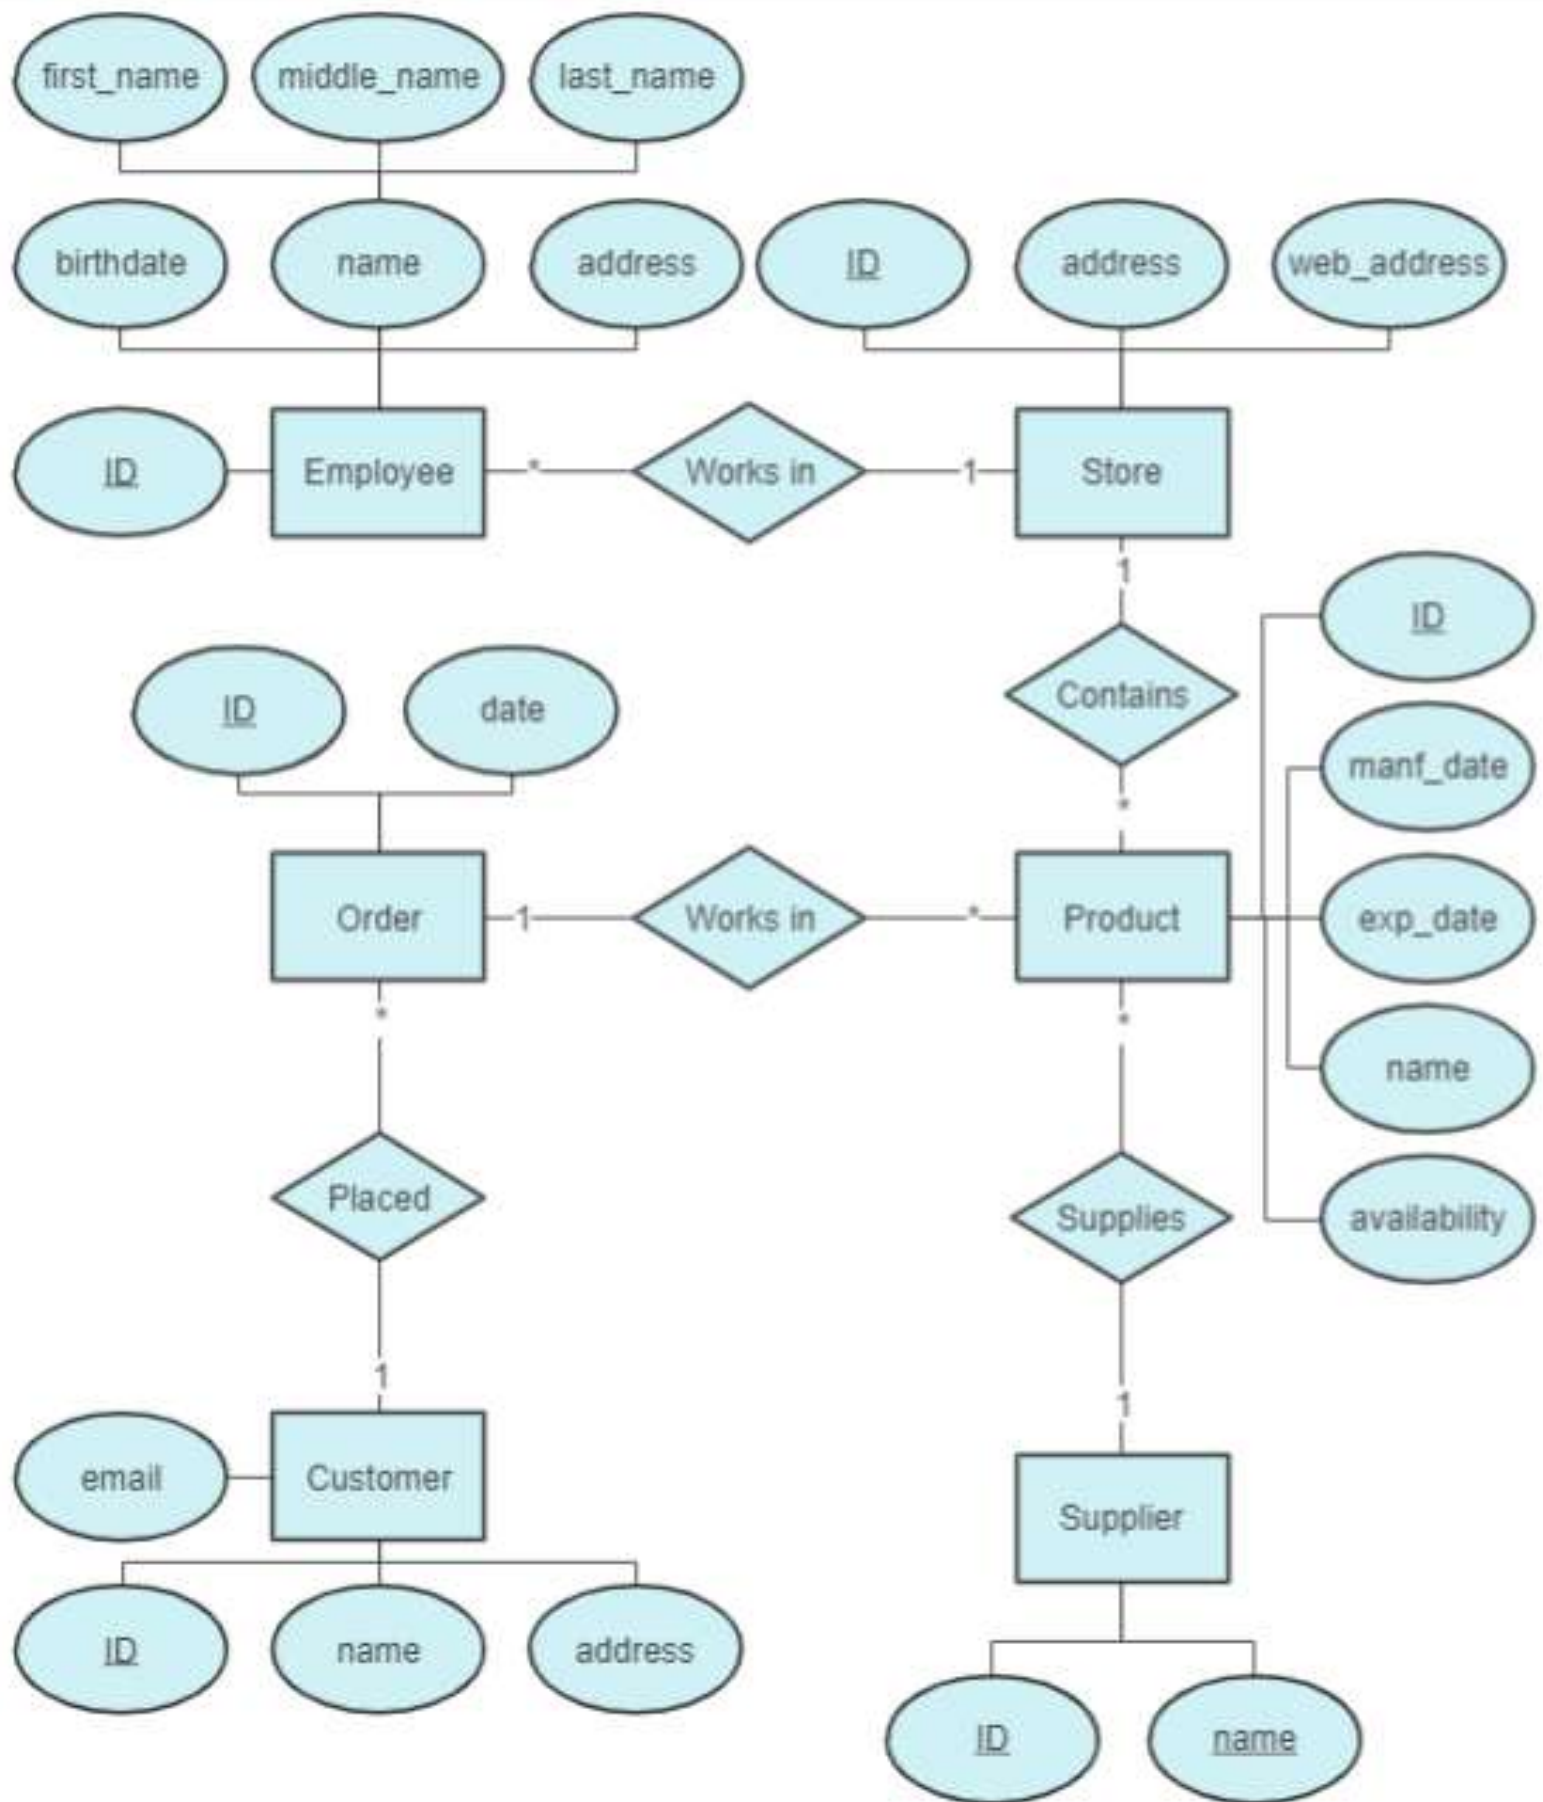 first_name middle_name last_name
birthdate name address ID address web_address
ID Employee * Works in 1 Store
1
ID
Contains
ID date
manf_date
*
Order 1 Works in * Product exp_date
* *
name
Placed Supplies availability
1
1
email Customer
Supplier
ID name address
ID name